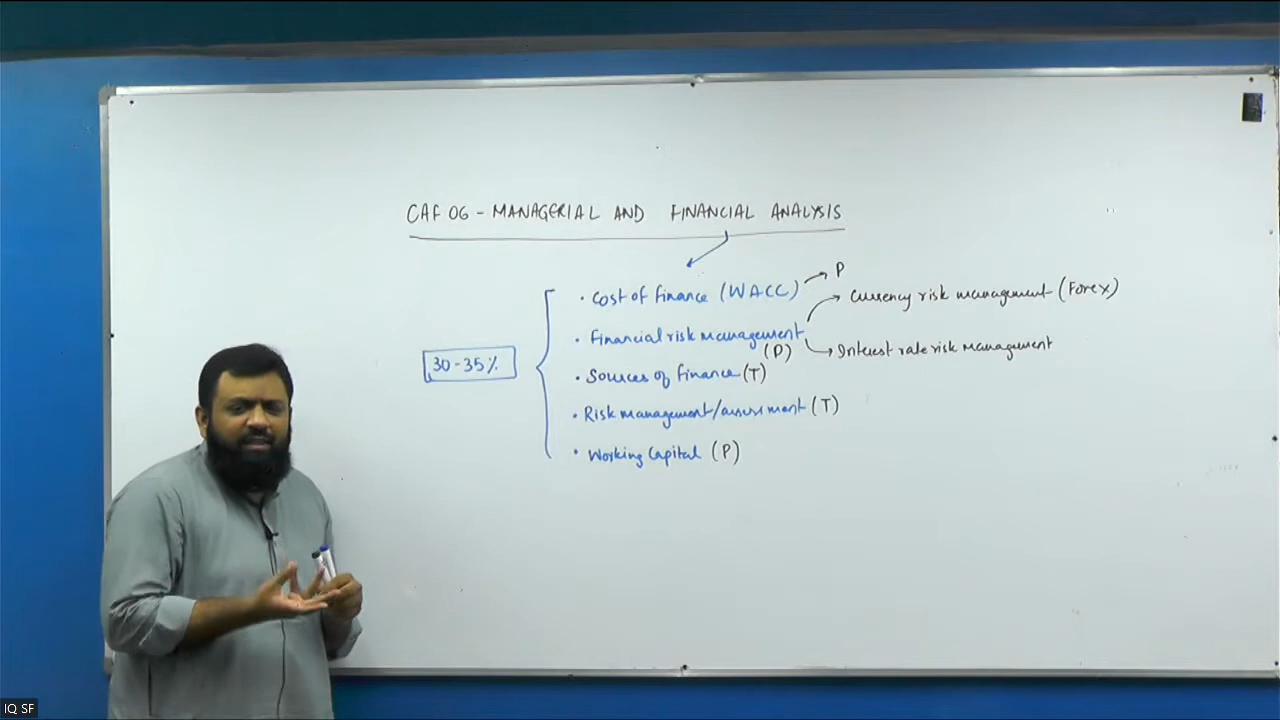 CAF 06 - MANAGERIAL AND FINANCIAL ANALYSIS
30-35%
• Cost of finance (WACC) → P
• Financial risk management (P)
→ Currency risk management (Forex)
→ Interest rate risk management
• Sources of finance (T)
• Risk management/assessment (T)
• Working Capital (P)
IQ SF